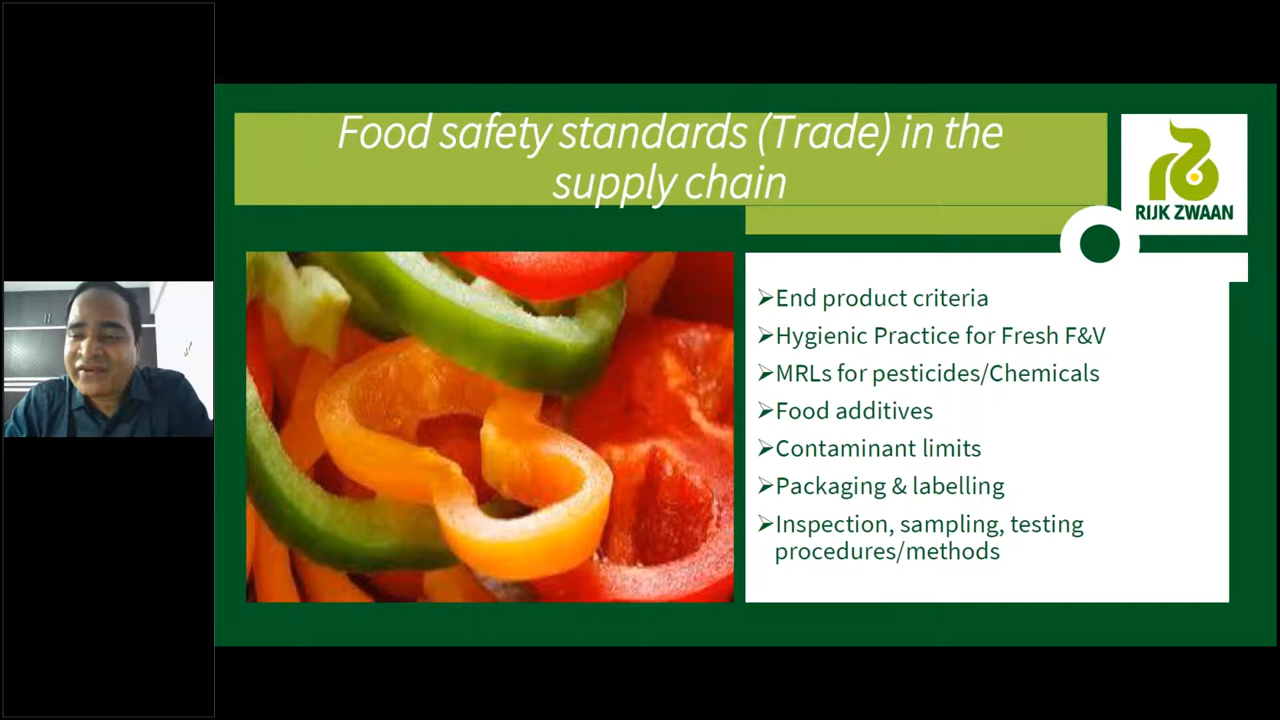 Food safety standards (Trade) in the
supply chain
RIJK ZWAAN
➢End product criteria
➢Hygienic Practice for Fresh F&V
➢MRLs for pesticides/Chemicals
➢Food additives
➢Contaminant limits
➢Packaging & labelling
➢Inspection, sampling, testing
procedures/methods